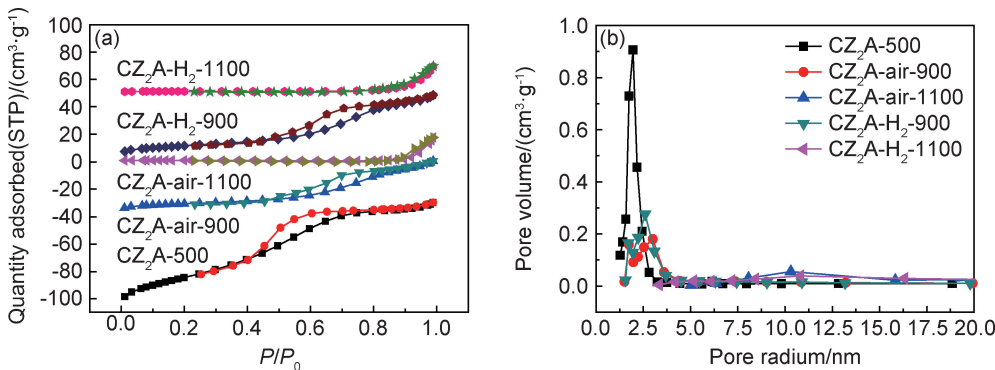 (a)
Quantity adsorbed(STP)/(cm³·g⁻¹)
100
80
60
40
20
0
-20
-40
-60
-80
-100
CZ₂A-H₂-1100
CZ₂A-H₂-900
CZ₂A-air-1100
CZ₂A-air-900
CZ₂A-500
0.0 0.2 0.4 0.6 0.8 1.0
P/P₀
(b)
Pore volume/(cm³·g⁻¹)
1.0
0.8
0.6
0.4
0.2
0.0
CZ₂A-500
CZ₂A-air-900
CZ₂A-air-1100
CZ₂A-H₂-900
CZ₂A-H₂-1100
0.0 2.5 5.0 7.5 10.0 12.5 15.0 17.5 20.0
Pore radium/nm